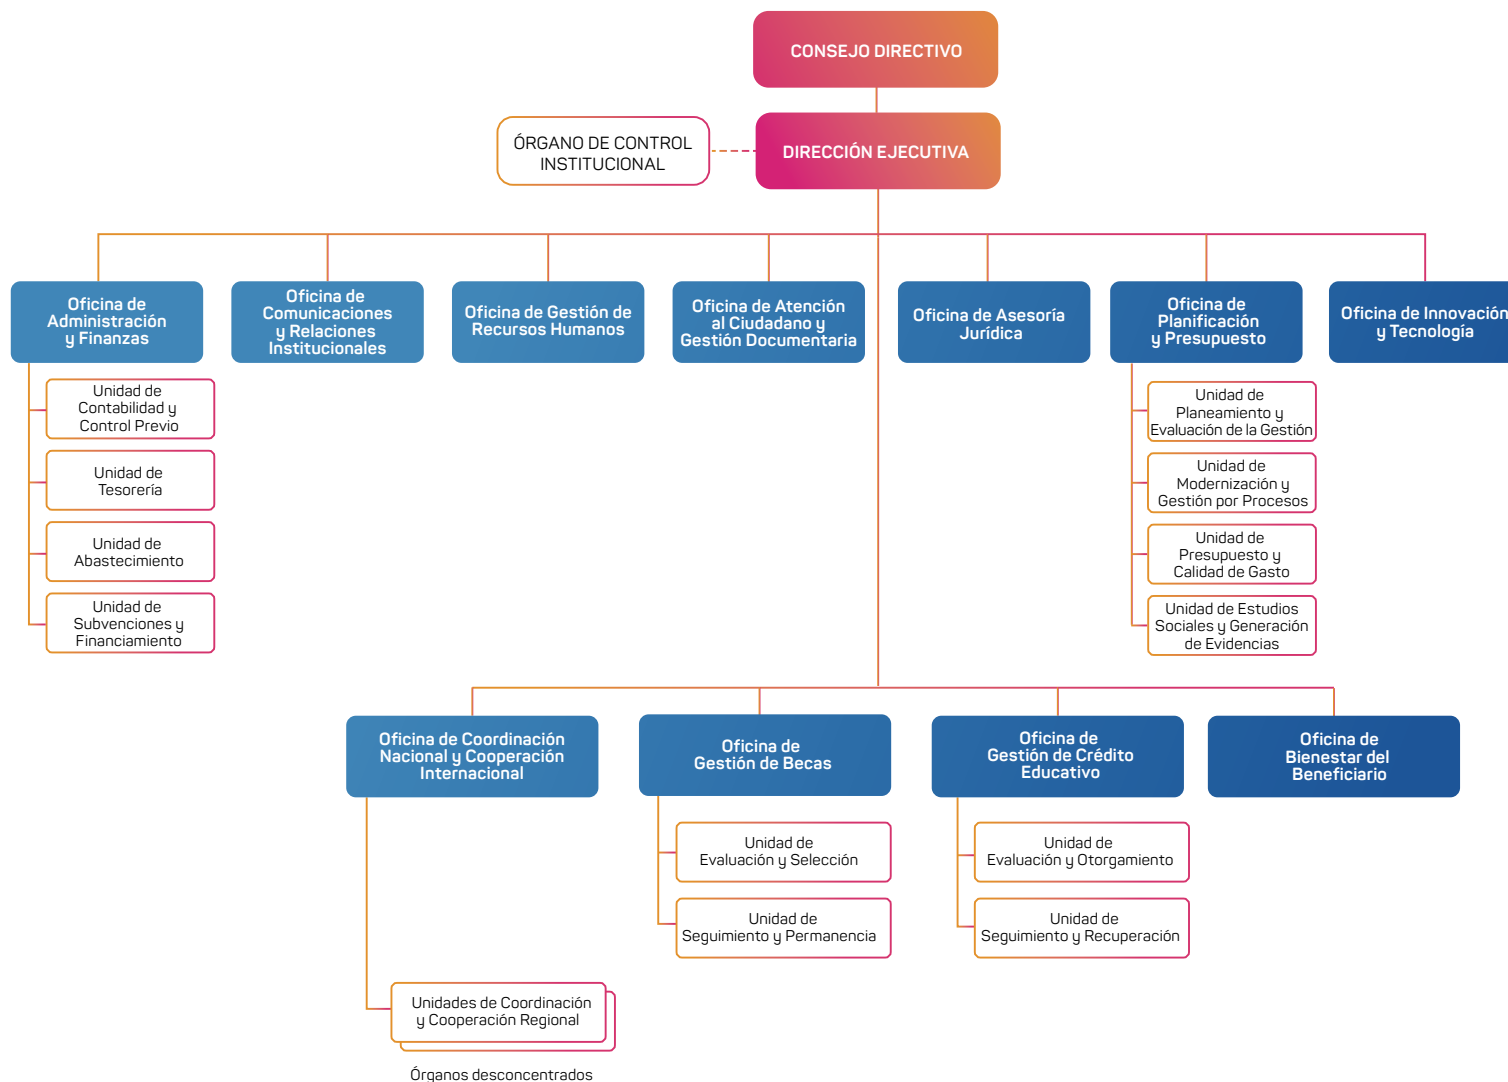 CONSEJO DIRECTIVO
ÓRGANO DE CONTROL
INSTITUCIONAL
DIRECCIÓN EJECUTIVA
Oficina de
Administración
y Finanzas
Oficina de
Comunicaciones
y Relaciones
Institucionales
Oficina de Gestión de
Recursos Humanos
Oficina de Atención
al Ciudadano y
Gestión Documentaria
Oficina de Asesoría
Jurídica
Oficina de
Planificación
y Presupuesto
Oficina de Innovación
y Tecnología
Unidad de
Contabilidad y
Control Previo
Unidad de
Tesorería
Unidad de
Abastecimiento
Unidad de
Subvenciones y
Financiamiento
Unidad de
Planeamiento y
Evaluación de la Gestión
Unidad de
Modernización y
Gestión por Procesos
Unidad de
Presupuesto y
Calidad de Gasto
Unidad de Estudios
Sociales y Generación
de Evidencias
Oficina de Coordinación
Nacional y Cooperación
Internacional
Oficina de
Gestión de Becas
Oficina de
Gestión de Crédito
Educativo
Oficina de
Bienestar del
Beneficiario
Unidad de
Evaluación y Selección
Unidad de
Seguimiento y Permanencia
Unidad de
Evaluación y Otorgamiento
Unidad de
Seguimiento y Recuperación
Unidades de Coordinación
y Cooperación Regional
Órganos desconcentrados